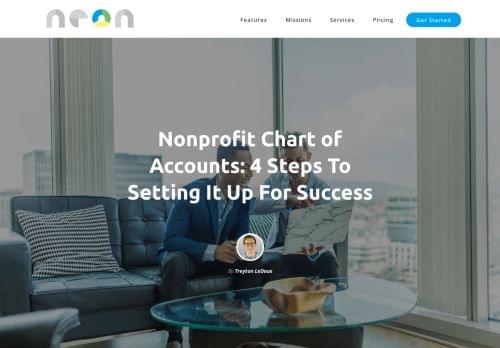 neon
Features Missions Services Pricing Get Started
Nonprofit Chart of
Accounts: 4 Steps To
Setting It Up For Success
By Treyton LeDoux